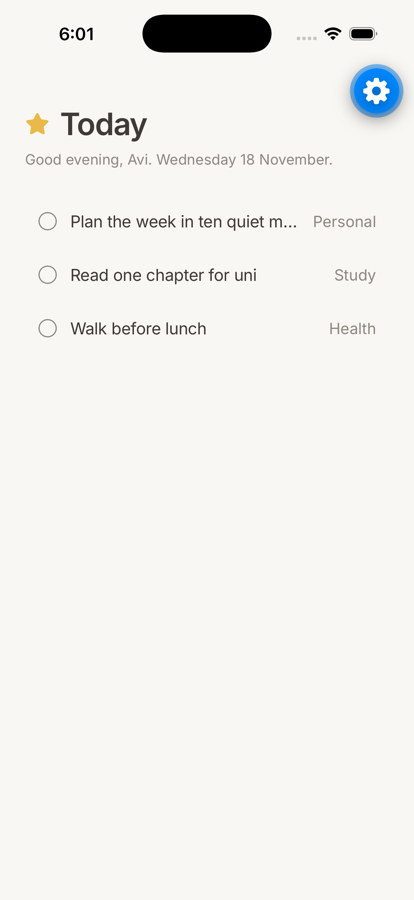 6:01
Today
Good evening, Avi. Wednesday 18 November.
Plan the week in ten quiet m... Personal
Read one chapter for uni Study
Walk before lunch Health